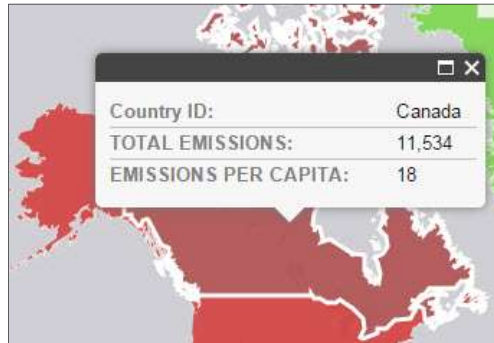 Country ID: Canada
TOTAL EMISSIONS: 11,534
EMISSIONS PER CAPITA: 18